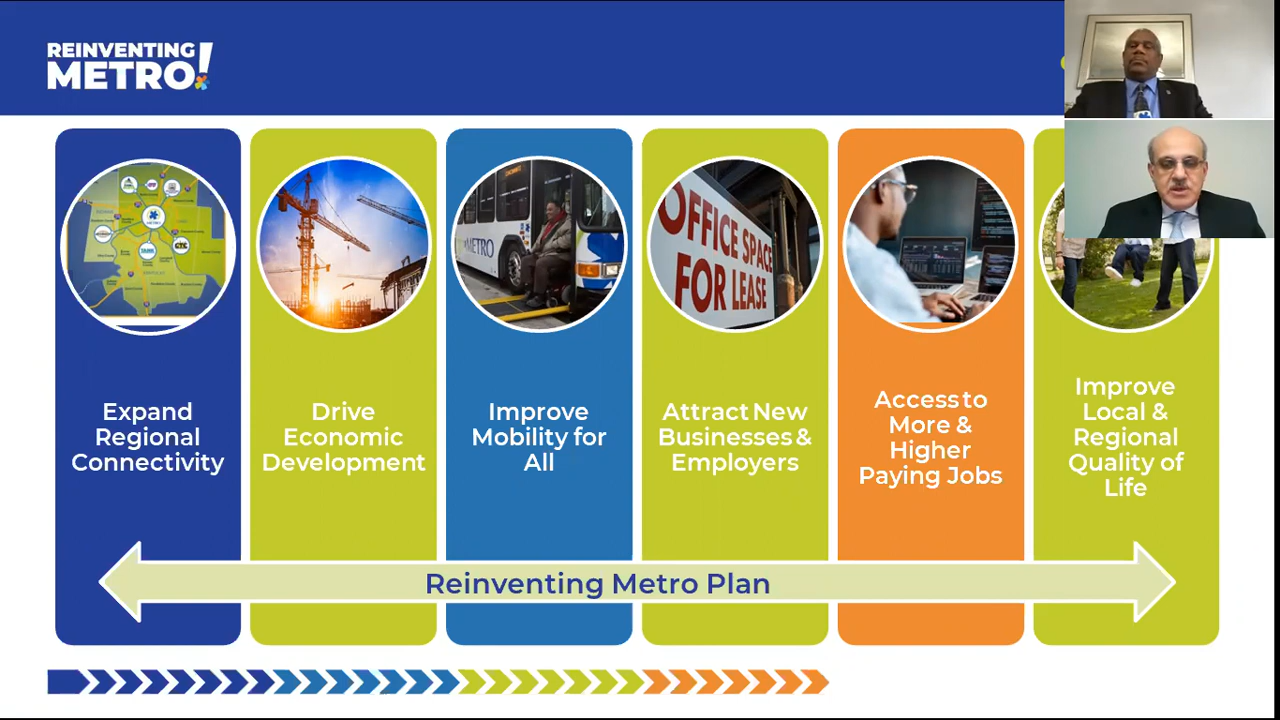 REINVENTING
METRO!
METRO
OFFICE SPACE
FOR LEASE
Expand
Regional
Connectivity
Drive
Economic
Development
Improve
Mobility for
All
Attract New
Businesses &
Employers
Access to
More &
Higher
Paying Jobs
Improve
Local &
Regional
Quality of
Life
Reinventing Metro Plan